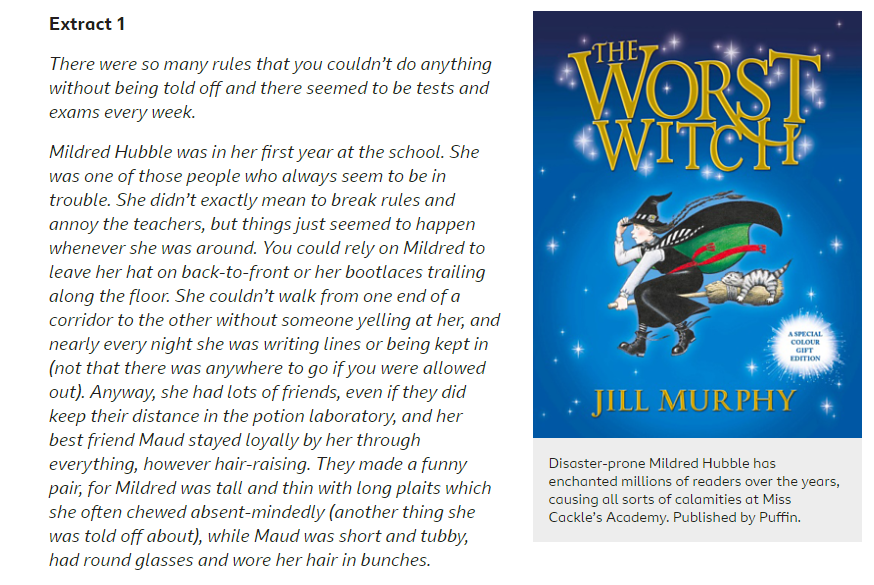 Extract 1
There were so many rules that you couldn't do anything
without being told off and there seemed to be tests and
exams every week.
Mildred Hubble was in her first year at the school. She
was one of those people who always seem to be in
trouble. She didn't exactly mean to break rules and
annoy the teachers, but things just seemed to happen
whenever she was around. You could rely on Mildred to
leave her hat on back-to-front or her bootlaces trailing
along the floor. She couldn't walk from one end of a
corridor to the other without someone yelling at her, and
nearly every night she was writing lines or being kept in
(not that there was anywhere to go if you were allowed
out). Anyway, she had lots of friends, even if they did
keep their distance in the potion laboratory, and her
best friend Maud stayed loyally by her through
everything, however hair-raising. They made a funny
pair, for Mildred was tall and thin with long plaits which
she often chewed absent-mindedly (another thing she
was told off about), while Maud was short and tubby,
had round glasses and wore her hair in bunches.
THE
WORST
WITCH
A SPECIAL
COLOUR
GIFT
EDITION
JILL MURPHY
Disaster-prone Mildred Hubble has
enchanted millions of readers over the years,
causing all sorts of calamities at Miss
Cackle's Academy. Published by Puffin.